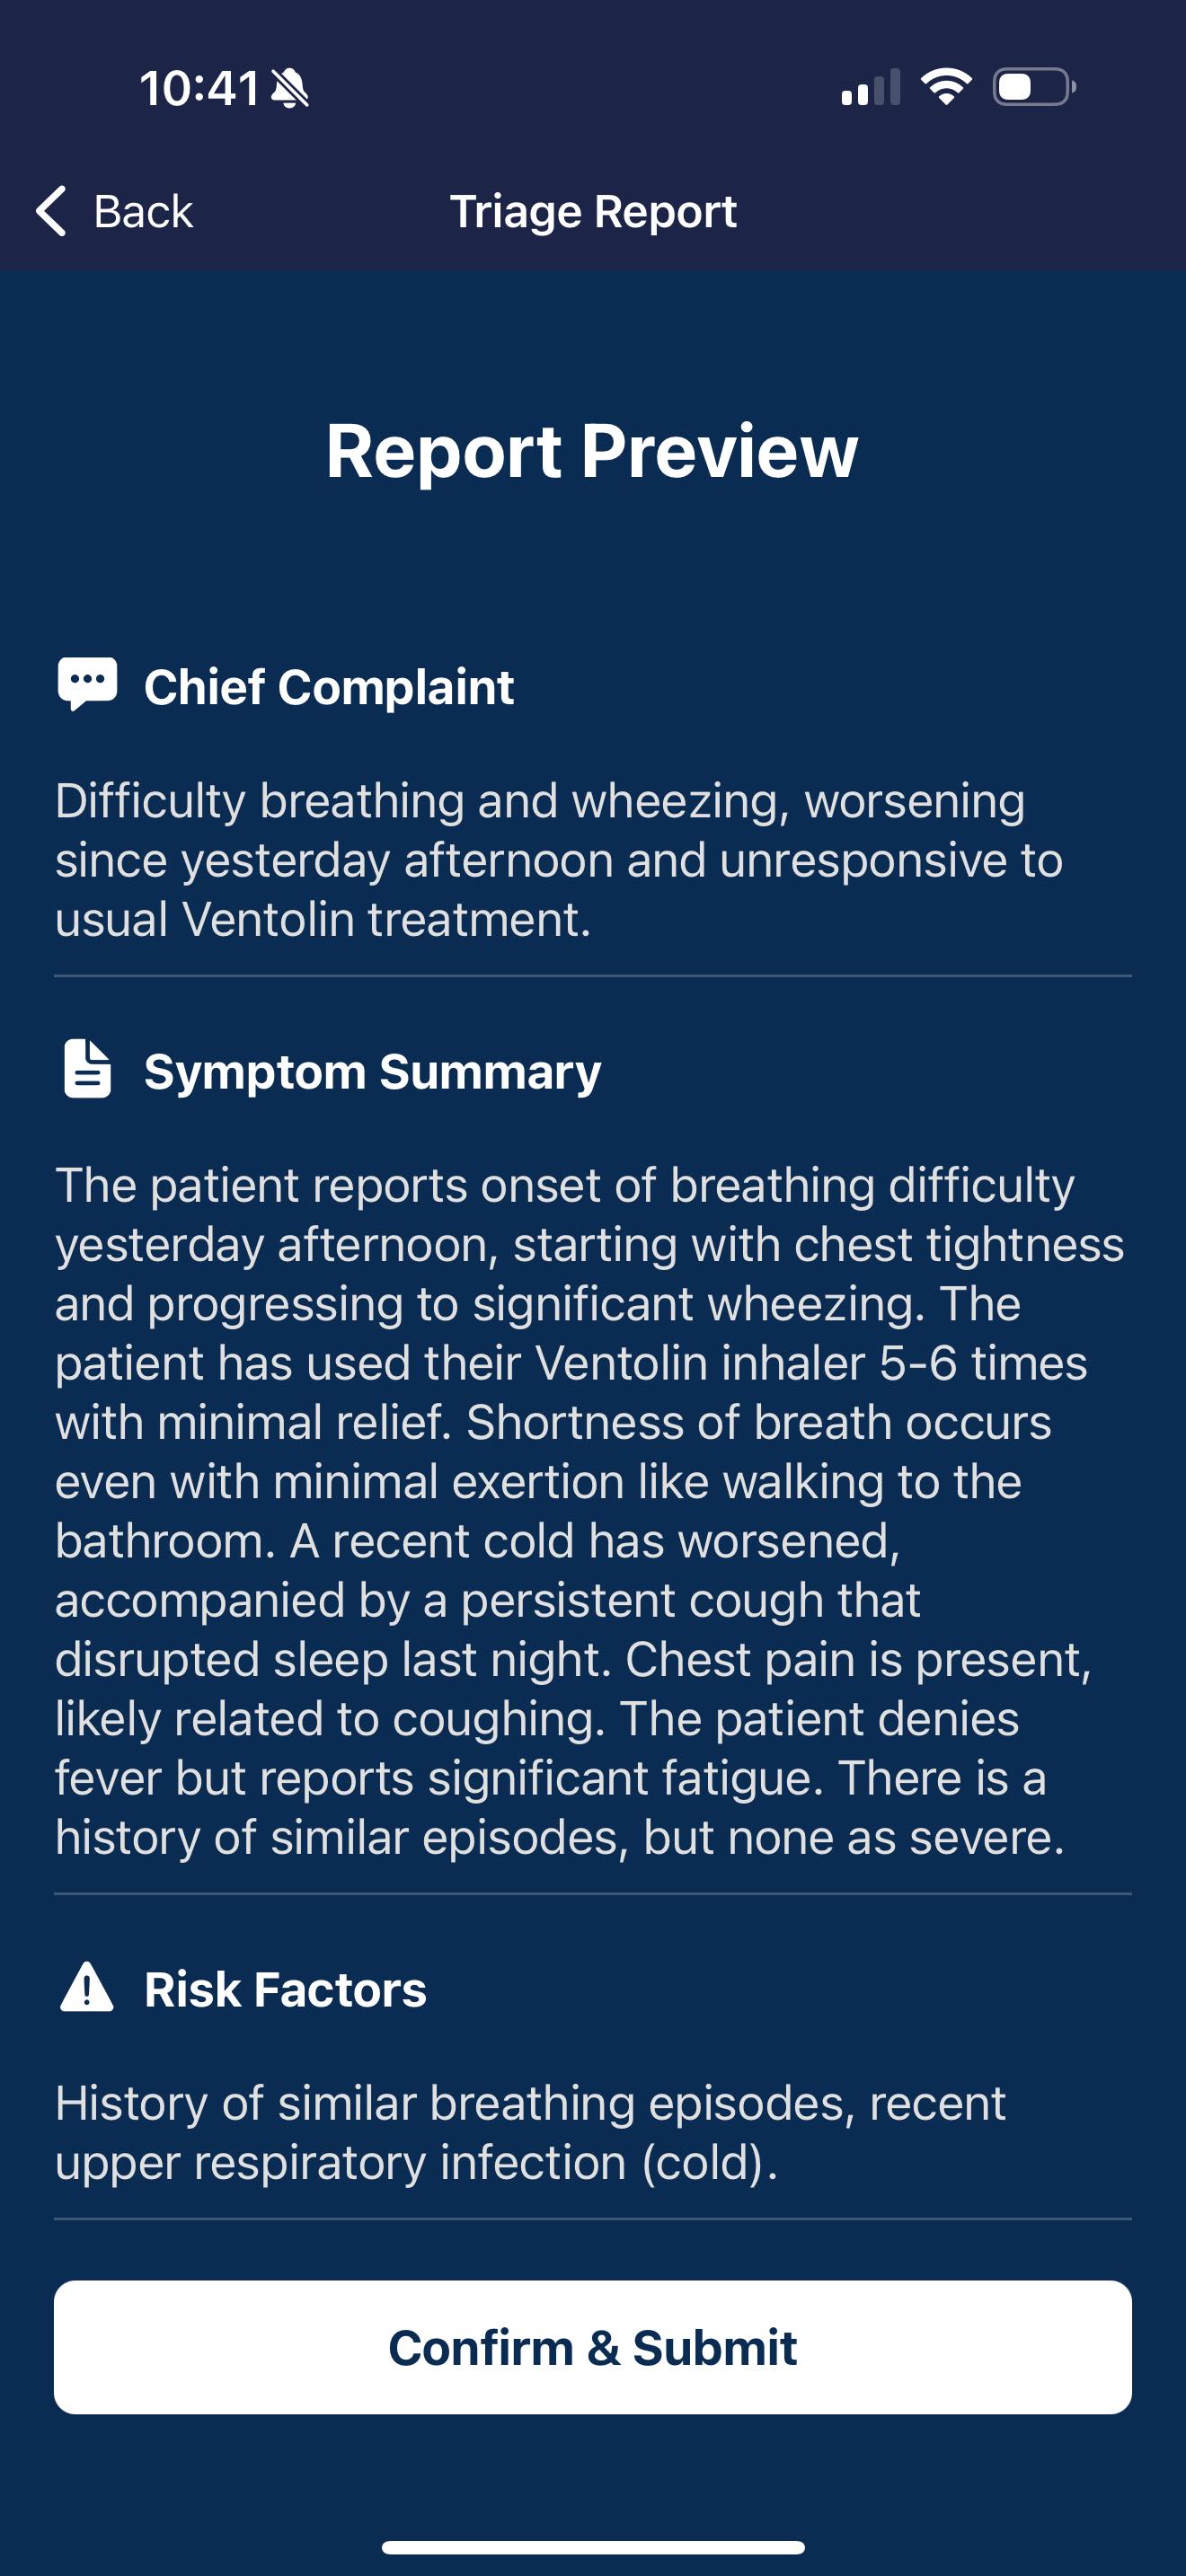 10:41
Back
Triage Report
Report Preview
Chief Complaint
Difficulty breathing and wheezing, worsening
since yesterday afternoon and unresponsive to
usual Ventolin treatment.
Symptom Summary
The patient reports onset of breathing difficulty
yesterday afternoon, starting with chest tightness
and progressing to significant wheezing. The
patient has used their Ventolin inhaler 5-6 times
with minimal relief. Shortness of breath occurs
even with minimal exertion like walking to the
bathroom. A recent cold has worsened,
accompanied by a persistent cough that
disrupted sleep last night. Chest pain is present,
likely related to coughing. The patient denies
fever but reports significant fatigue. There is a
history of similar episodes, but none as severe.
Risk Factors
History of similar breathing episodes, recent
upper respiratory infection (cold).
Confirm & Submit